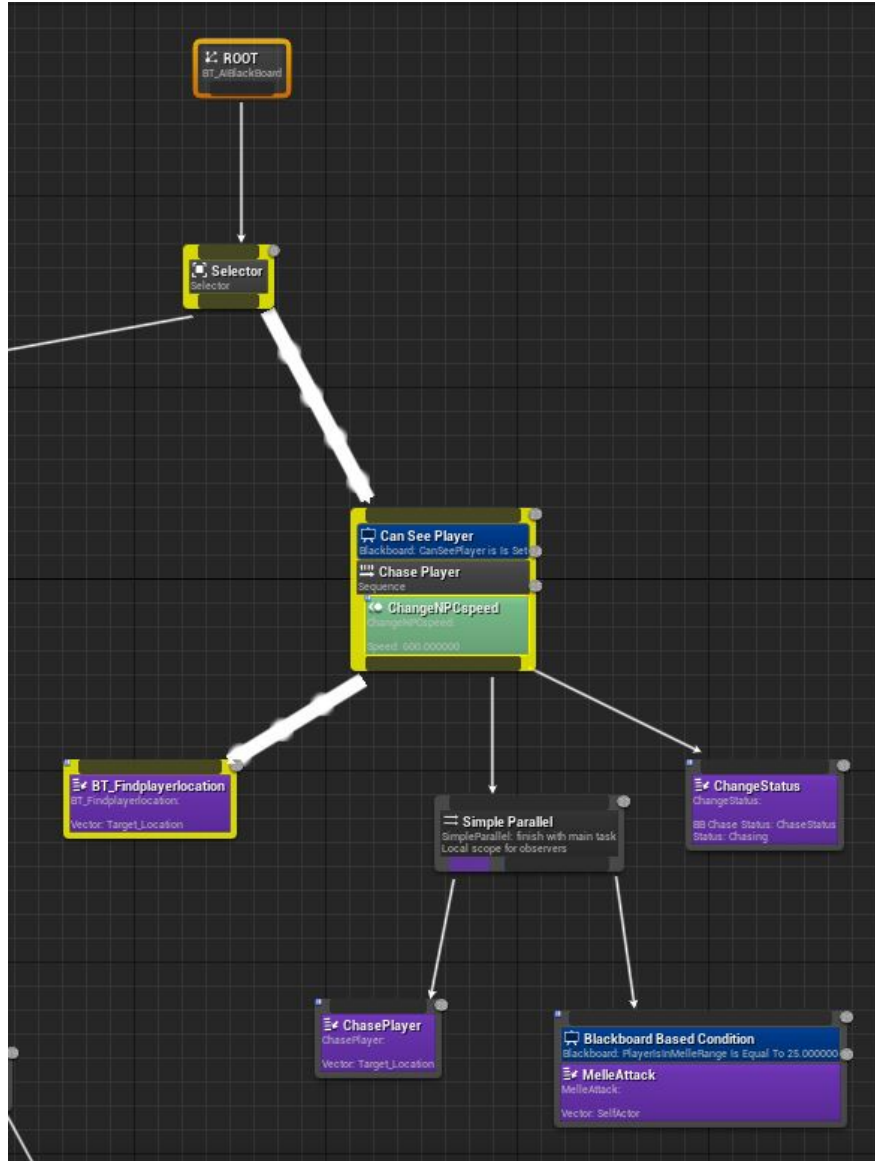 ROOT
BT_AIBlackBoard
Selector
Selector
Can See Player
Blackboard: CanSeePlayer is Is Set
Chase Player
Sequence
ChangeNPCspeed
ChangeNPCspeed
Speed: 600.000000
BT_Findplayerlocation
BT_Findplayerlocation:
Vector: Target_Location
Simple Parallel
SimpleParallel: finish with main task
Local scope for observers
ChangeStatus
ChangeStatus:
BB Chase Status: ChaseStatus
Status: Chasing
ChasePlayer
ChasePlayer:
Vector: Target_Location
Blackboard Based Condition
Blackboard: PlayerIsInMelleRange Is Equal To 25.000000
MelleAttack
MelleAttack:
Vector: SelfActor